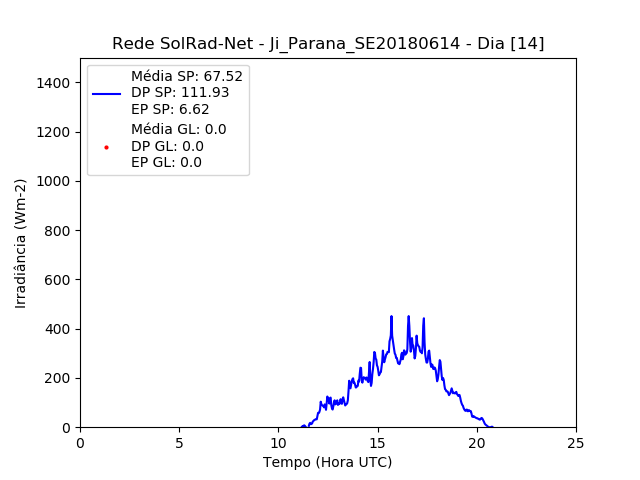 Rede SolRad-Net - Ji_Parana_SE20180614 - Dia [14]
Média SP: 67.52
DP SP: 111.93
EP SP: 6.62
Média GL: 0.0
DP GL: 0.0
EP GL: 0.0
1400
1200
1000
800
600
400
200
0
Irradiância (Wm-2)
0 5 10 15 20 25
Tempo (Hora UTC)